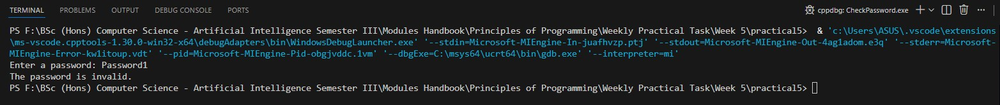 TERMINAL PROBLEMS OUTPUT DEBUG CONSOLE PORTS cppdbg: CheckPassword.exe
PS F:\BSc (Hons) Computer Science - Artificial Intelligence Semester III\Modules Handbook\Principles of Programming\Weekly Practical Task\Week 5\practical5>  & 'c:\Users\ASUS\.vscode\extensions
\ms-vscode.cpptools-1.30.0-win32-x64\debugAdapters\bin\WindowsDebugLauncher.exe' '--stdin=Microsoft-MIEngine-In-juafhvzp.ptj' '--stdout=Microsoft-MIEngine-Out-4ag1adom.e3q' '--stderr=Microsoft-
MIEngine-Error-kw1itoup.vdt' '--pid=Microsoft-MIEngine-Pid-obgjvddc.1vm' '--dbgExe=C:\msys64\ucrt64\bin\gdb.exe' '--interpreter=mi'
Enter a password: Password1
The password is invalid.
PS F:\BSc (Hons) Computer Science - Artificial Intelligence Semester III\Modules Handbook\Principles of Programming\Weekly Practical Task\Week 5\practical5>